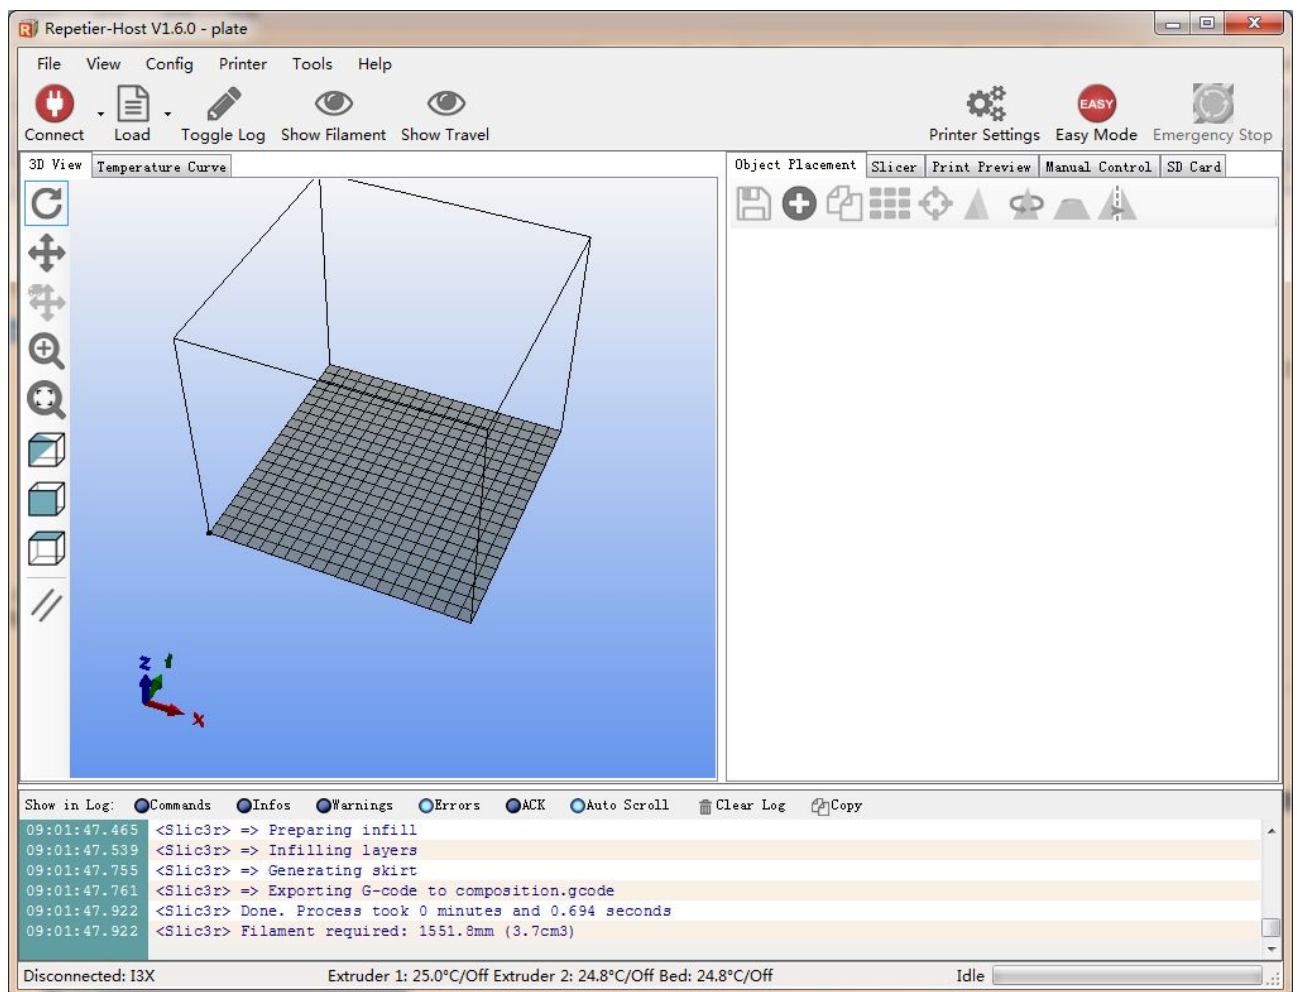 Repetier-Host V1.6.0 - plate
File View Config Printer Tools Help
Connect Load Toggle Log Show Filament Show Travel EASY Printer Settings Easy Mode Emergency Stop
3D View Temperature Curve Object Placement Slicer Print Preview Manual Control SD Card
Z
X
Show in Log: Commands Infos Warnings Errors ACK Auto Scroll Clear Log Copy
09:01:47.465 <Slic3r> => Preparing infill
09:01:47.539 <Slic3r> => Infilling layers
09:01:47.755 <Slic3r> => Generating skirt
09:01:47.761 <Slic3r> => Exporting G-code to composition.gcode
09:01:47.922 <Slic3r> Done. Process took 0 minutes and 0.694 seconds
09:01:47.922 <Slic3r> Filament required: 1551.8mm (3.7cm3)
Disconnected: I3X Extruder 1: 25.0°C/Off Extruder 2: 24.8°C/Off Bed: 24.8°C/Off Idle